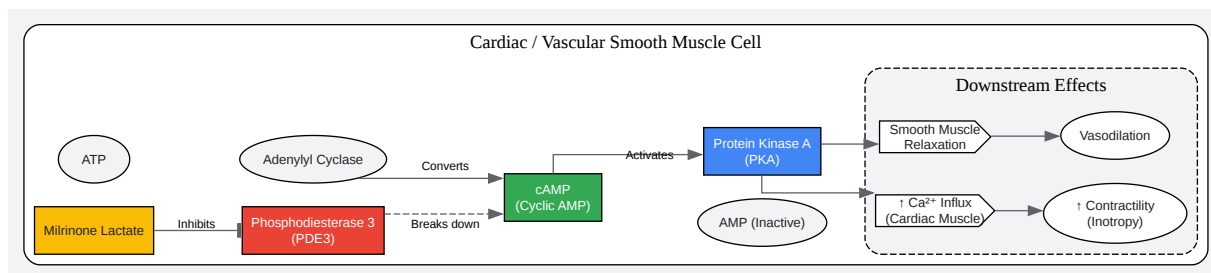 Cardiac / Vascular Smooth Muscle Cell
Downstream Effects
ATP
Adenylyl Cyclase
Converts
Milrinone Lactate
Inhibits
Phosphodiesterase 3
(PDE3)
Breaks down
cAMP
(Cyclic AMP)
Activates
Protein Kinase A
(PKA)
AMP (Inactive)
Smooth Muscle
Relaxation
Vasodilation
↑ Ca²⁺ Influx
(Cardiac Muscle)
↑ Contractility
(Inotropy)